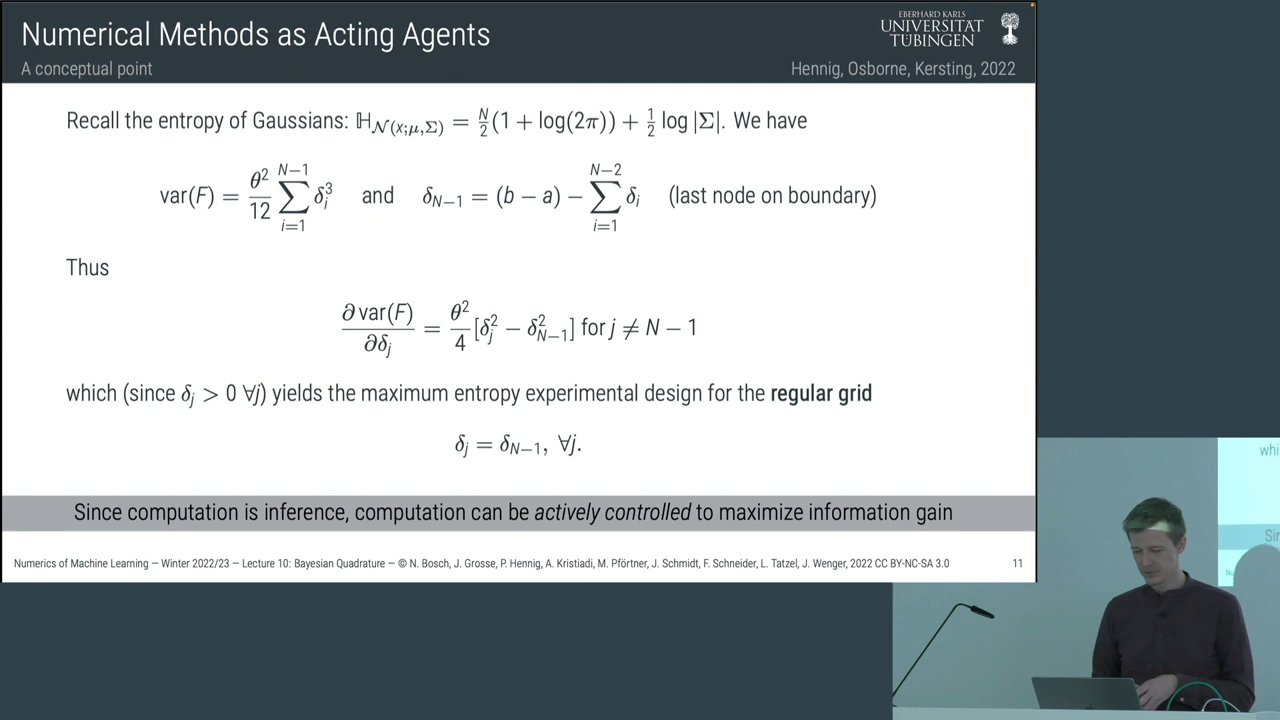 Numerical Methods as Acting Agents
EBERHARD KARLS
UNIVERSITÄT
TÜBINGEN
A conceptual point
Hennig, Osborne, Kersting, 2022
Recall the entropy of Gaussians: ℍ_{𝒩(x;μ,Σ)} = N/2 (1 + log(2π)) + 1/2 log |Σ|. We have
var(F) = θ²/12 ∑_{i=1}^{N−1} δ_i³ and δ_{N−1} = (b − a) − ∑_{i=1}^{N−2} δ_i (last node on boundary)
Thus
∂ var(F)/∂δ_j = θ²/4 [δ_j² − δ_{N−1}²] for j ≠ N − 1
which (since δ_j > 0 ∀j) yields the maximum entropy experimental design for the regular grid
δ_j = δ_{N−1}, ∀j.
Since computation is inference, computation can be actively controlled to maximize information gain
Numerics of Machine Learning — Winter 2022/23 — Lecture 10: Bayesian Quadrature — © N. Bosch, J. Grosse, P. Hennig, A. Kristiadi, M. Pförtner, J. Schmidt, F. Schneider, L. Tatzel, J. Wenger, 2022 CC BY-NC-SA 3.0
11
whi